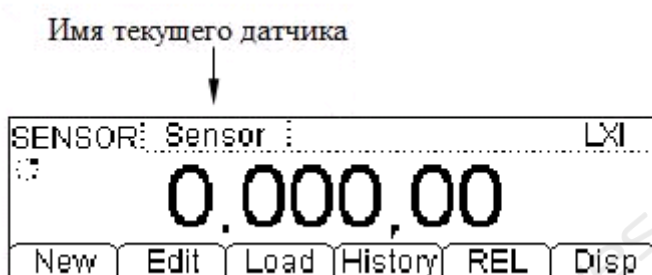 Имя текущего датчика
SENSOR Sensor LXI
0.000,00
New Edit Load History REL Disp